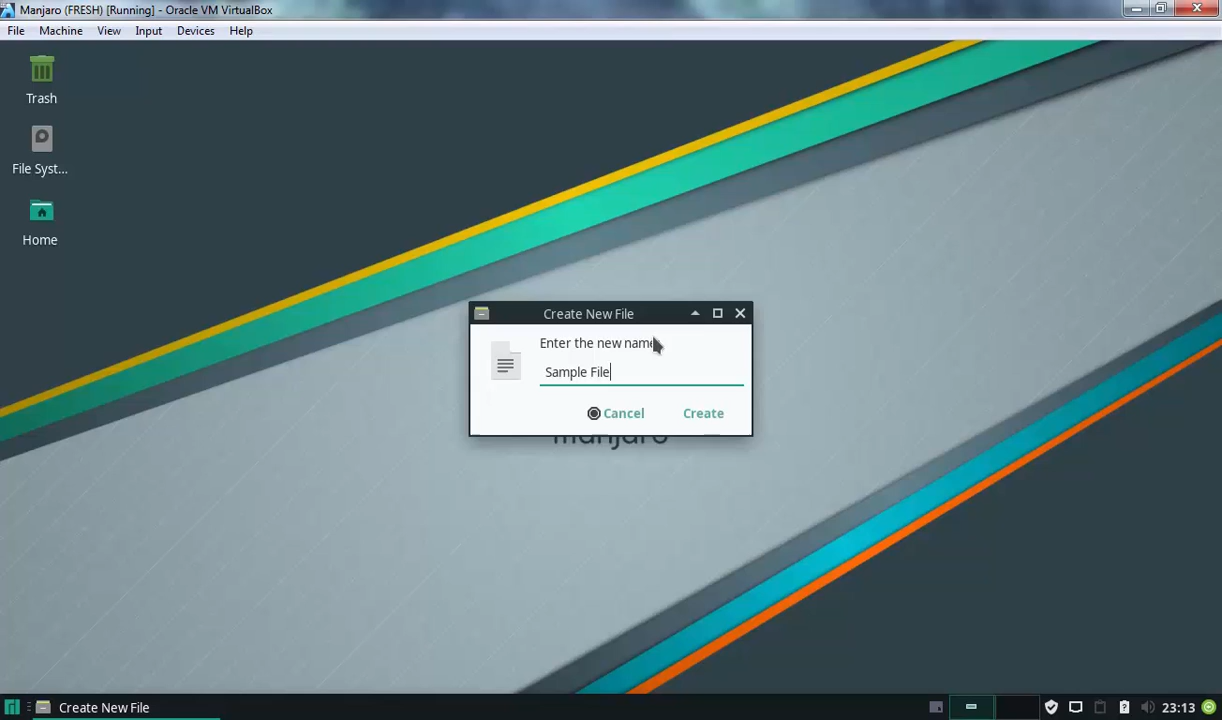 Manjaro (FRESH) [Running] - Oracle VM VirtualBox
File Machine View Input Devices Help
Trash
File Syst...
Home
Create New File
Enter the new name
Sample File
Cancel Create
manjaro
Create New File
23:13